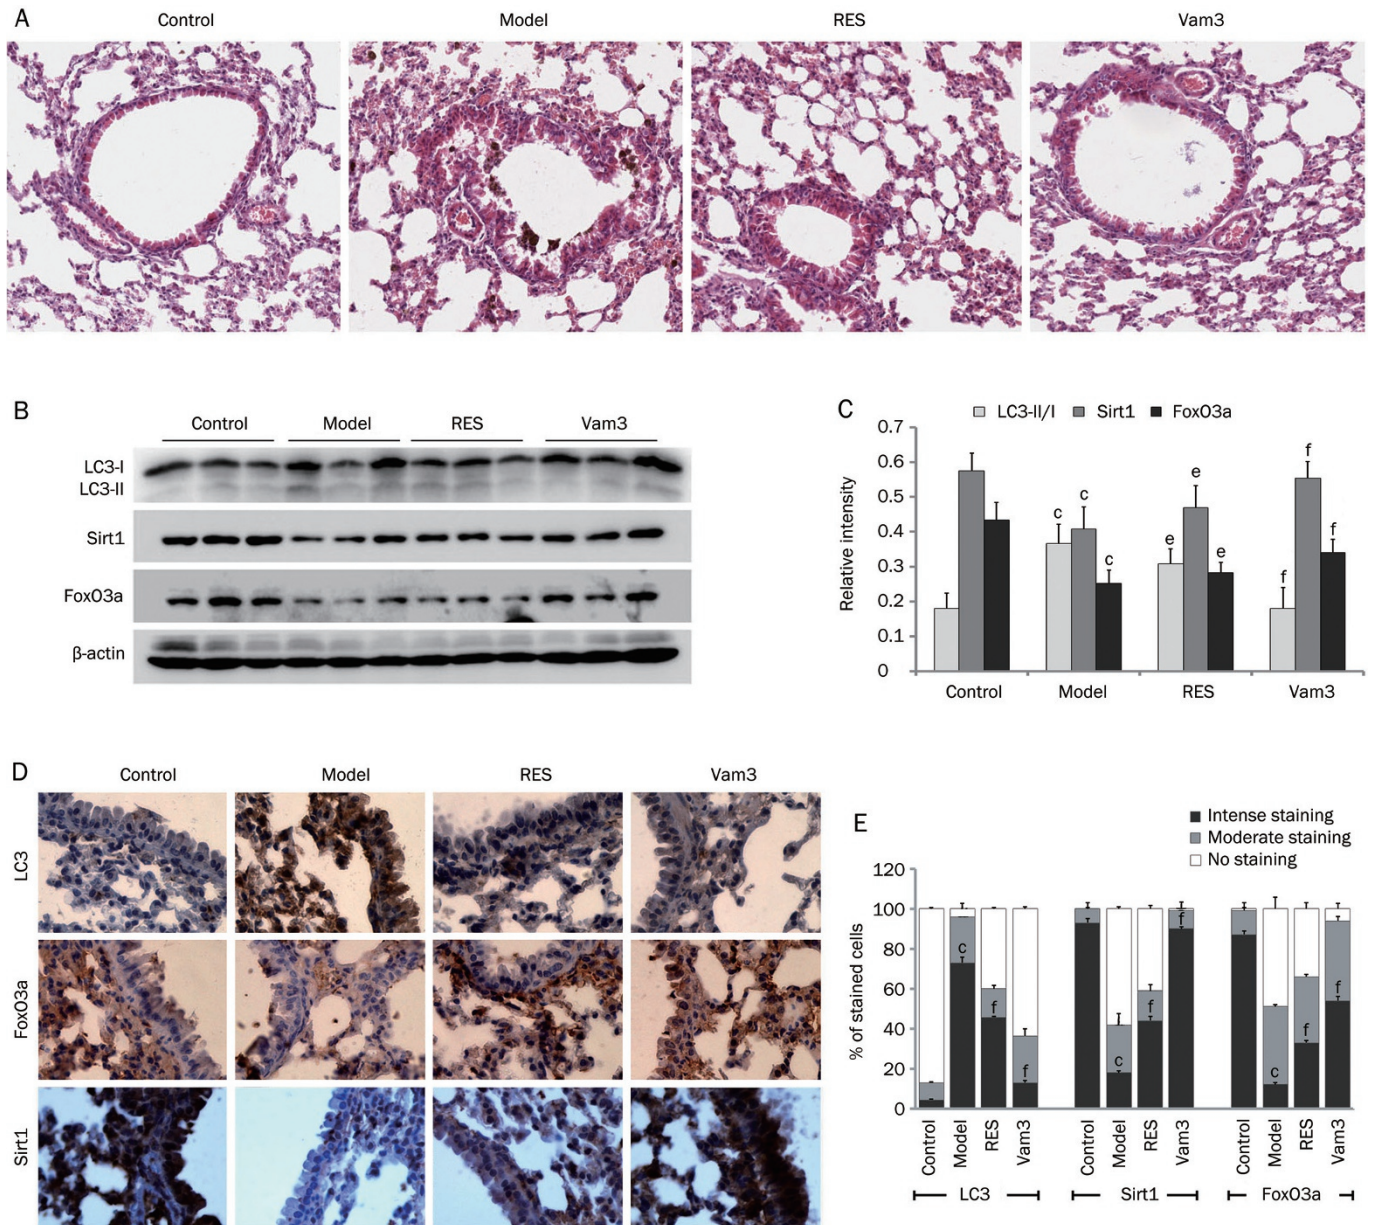 A
Control Model RES Vam3
B
Control Model RES Vam3
LC3-I
LC3-II
Sirt1
FoxO3a
β-actin
C
LC3-II/I Sirt1 FoxO3a
Relative intensity
0.7
0.6
0.5
0.4
0.3
0.2
0.1
0
c c c
e e e
f f f
Control Model RES Vam3
D
Control Model RES Vam3
LC3
FoxO3a
Sirt1
E
Intense staining
Moderate staining
No staining
% of stained cells
120
100
80
60
40
20
0
c f f
c f f
c f f
Control Model RES Vam3 Control Model RES Vam3 Control Model RES Vam3
LC3 Sirt1 FoxO3a